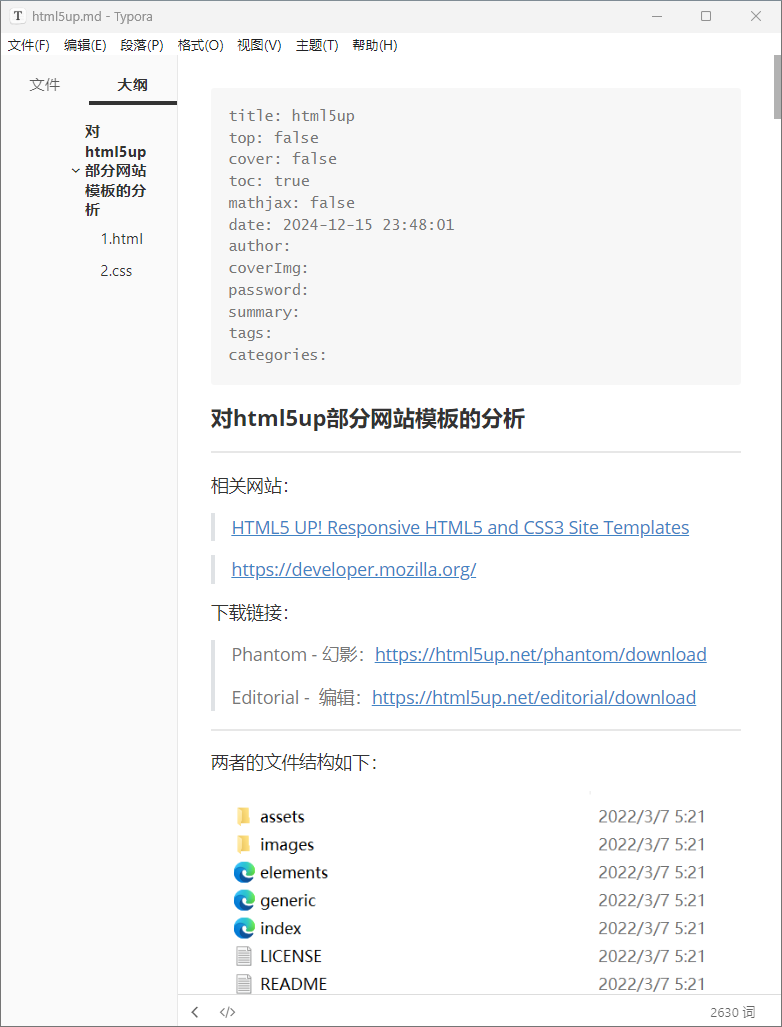 T html5up.md - Typora
文件(F) 编辑(E) 段落(P) 格式(O) 视图(V) 主题(T) 帮助(H)
文件 大纲
对
html5up
部分网站
模板的分
析
1.html
2.css
title: html5up
top: false
cover: false
toc: true
mathjax: false
date: 2024-12-15 23:48:01
author:
coverImg:
password:
summary:
tags:
categories:
对html5up部分网站模板的分析
相关网站：
HTML5 UP! Responsive HTML5 and CSS3 Site Templates
https://developer.mozilla.org/
下载链接：
Phantom - 幻影：https://html5up.net/phantom/download
Editorial - 编辑：https://html5up.net/editorial/download
两者的文件结构如下：
assets 2022/3/7 5:21
images 2022/3/7 5:21
elements 2022/3/7 5:21
generic 2022/3/7 5:21
index 2022/3/7 5:21
LICENSE 2022/3/7 5:21
README 2022/3/7 5:21
2630 词